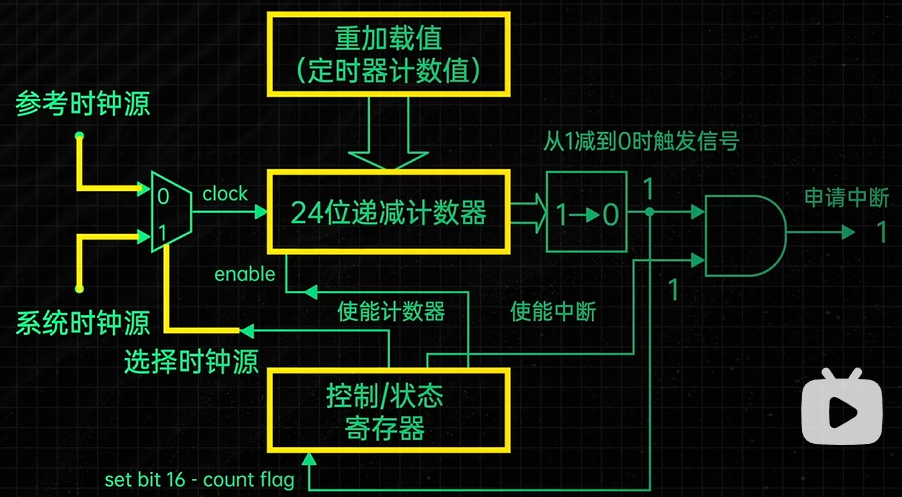 重加载值
（定时器计数值）
参考时钟源
从1减到0时触发信号
0
clock
24位递减计数器
1→0
1
申请中断
1
1
enable
1
使能计数器
使能中断
系统时钟源
选择时钟源
控制/状态
寄存器
set bit 16 - count flag